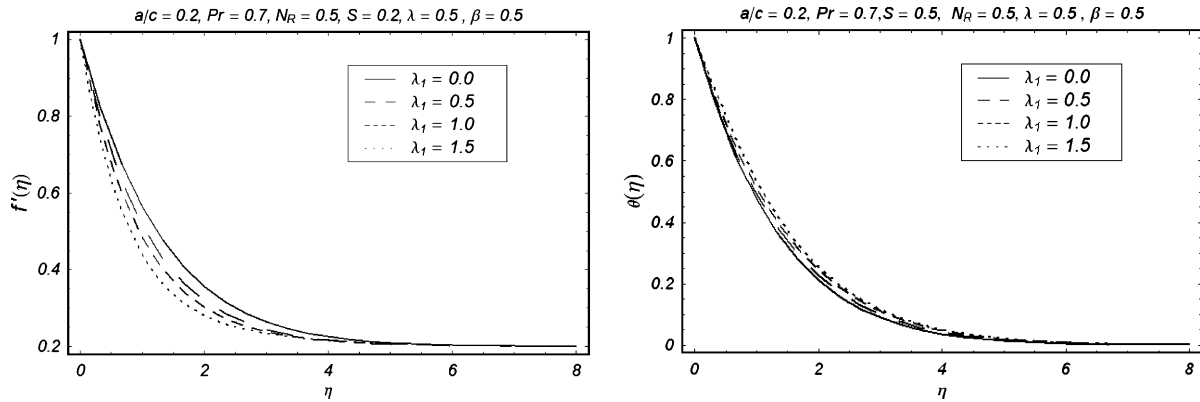 a/c = 0.2, Pr = 0.7, N_R = 0.5, S = 0.2, λ = 0.5, β = 0.5
1
0.8
0.6
0.4
0.2
f'(η)
λ₁ = 0.0
λ₁ = 0.5
λ₁ = 1.0
λ₁ = 1.5
0 2 4 6 8
η
a/c = 0.2, Pr = 0.7, S = 0.5, N_R = 0.5, λ = 0.5, β = 0.5
1
0.8
0.6
0.4
0.2
0
θ(η)
λ₁ = 0.0
λ₁ = 0.5
λ₁ = 1.0
λ₁ = 1.5
0 2 4 6 8
η